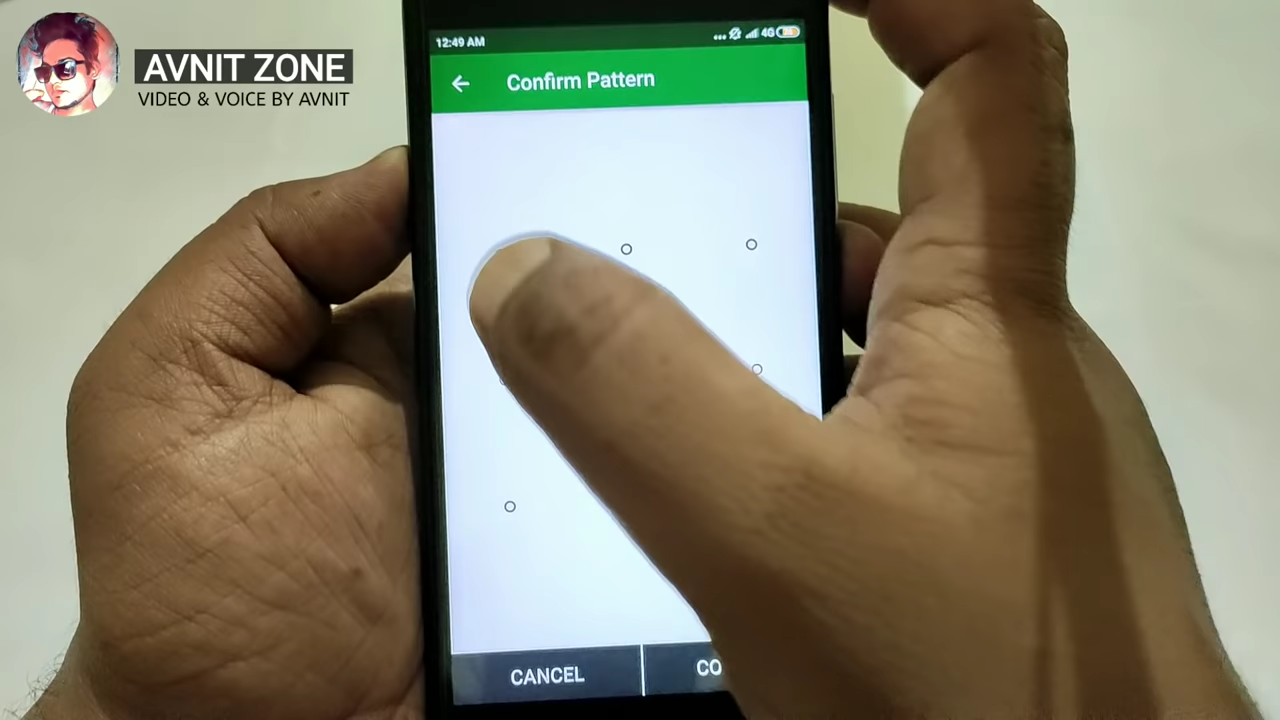 AVNIT ZONE
VIDEO & VOICE BY AVNIT
12:49 AM
4G
Confirm Pattern
CANCEL
CO